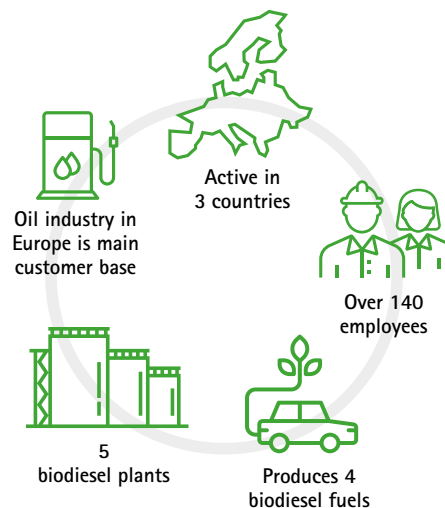 Active in
3 countries
Oil industry in
Europe is main
customer base
Over 140
employees
5
biodiesel plants
Produces 4
biodiesel fuels